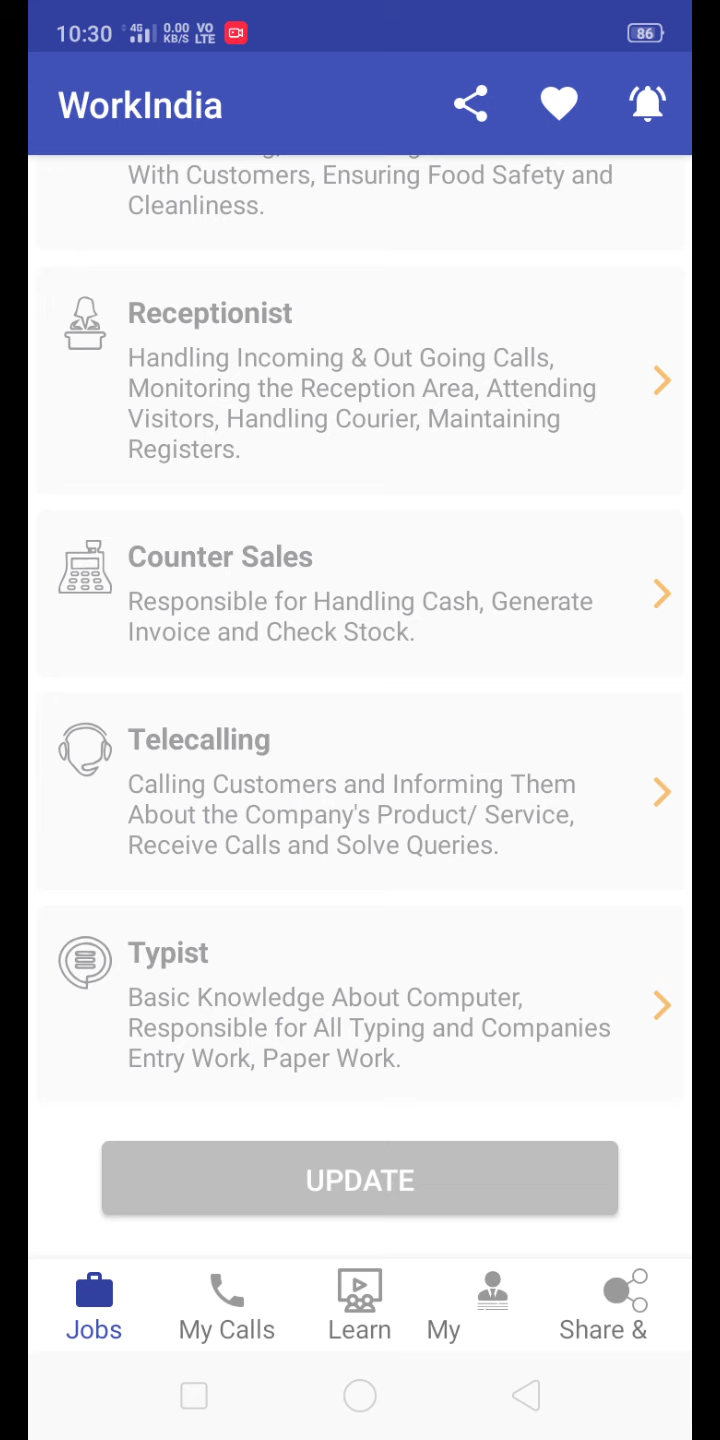 10:30 4G 0.00 KB/S VO LTE 86
WorkIndia
With Customers, Ensuring Food Safety and
Cleanliness.
Receptionist
Handling Incoming & Out Going Calls,
Monitoring the Reception Area, Attending
Visitors, Handling Courier, Maintaining
Registers.
Counter Sales
Responsible for Handling Cash, Generate
Invoice and Check Stock.
Telecalling
Calling Customers and Informing Them
About the Company's Product/ Service,
Receive Calls and Solve Queries.
Typist
Basic Knowledge About Computer,
Responsible for All Typing and Companies
Entry Work, Paper Work.
UPDATE
Jobs My Calls Learn My Share &